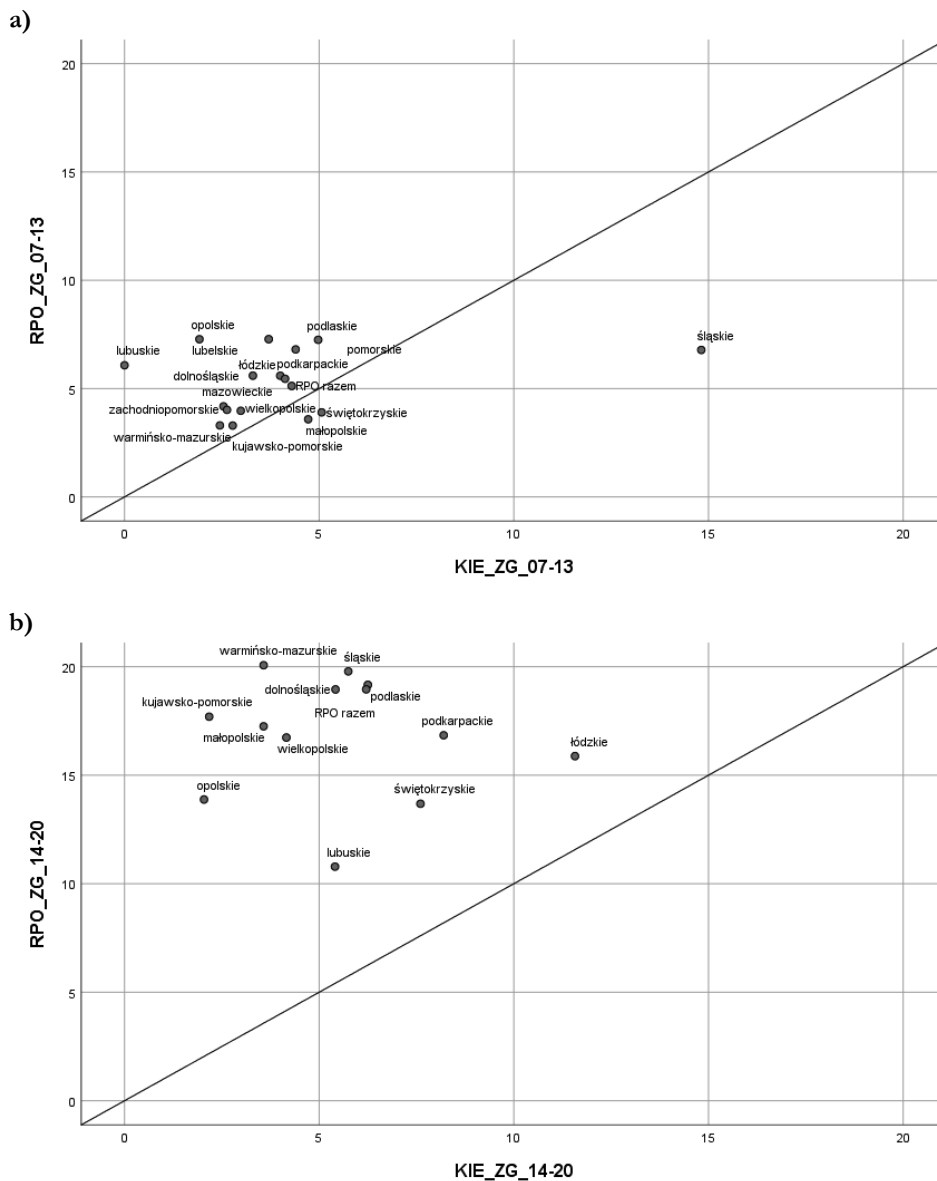 a)
20
15
10
5
0
RPO_ZG_07-13
opolskie
podlaskie
śląskie
lubuskie
lubelskie
pomorskie
łódzkie
podkarpackie
dolnośląskie
RPO razem
mazowieckie
zachodniopomorskie
wielkopolskie
świętokrzyskie
warmińsko-mazurskie
małopolskie
kujawsko-pomorskie
0 5 10 15 20
KIE_ZG_07-13
b)
20
15
10
5
0
RPO_ZG_14-20
warmińsko-mazurskie
śląskie
dolnośląskie
podlaskie
kujawsko-pomorskie
RPO razem
podkarpackie
małopolskie
wielkopolskie
łódzkie
opolskie
świętokrzyskie
lubuskie
0 5 10 15 20
KIE_ZG_14-20